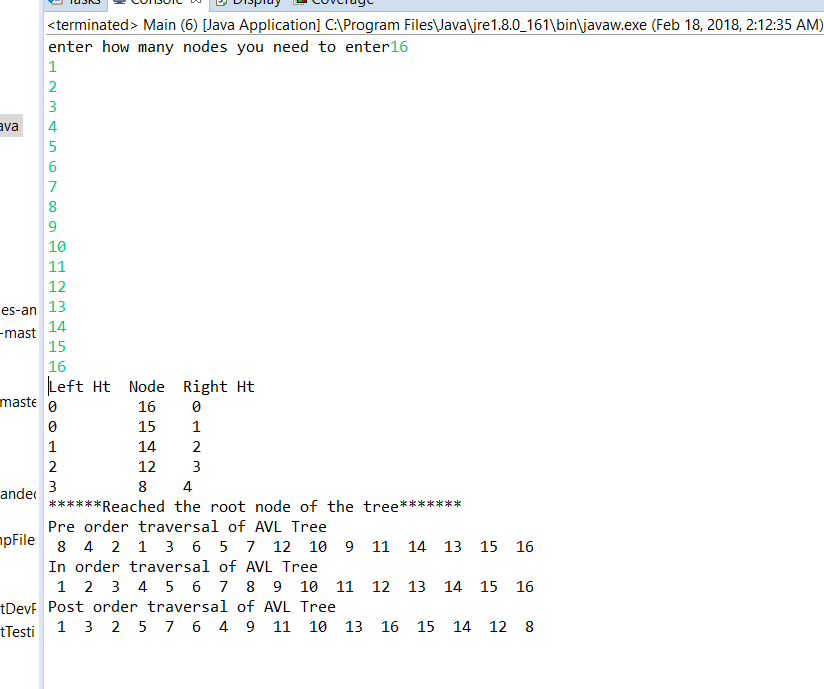 Tasks Console Display Coverage
<terminated> Main (6) [Java Application] C:\Program Files\Java\jre1.8.0_161\bin\javaw.exe (Feb 18, 2018, 2:12:35 AM)
enter how many nodes you need to enter16
1
2
3
4
ava
5
6
7
8
9
10
11
12
13
es-an
14
-mast
15
16
Left Ht Node Right Ht
maste
0 16 0
0 15 1
1 14 2
2 12 3
3 8 4
anded
******Reached the root node of the tree*******
Pre order traversal of AVL Tree
npFile
8 4 2 1 3 6 5 7 12 10 9 11 14 13 15 16
In order traversal of AVL Tree
1 2 3 4 5 6 7 8 9 10 11 12 13 14 15 16
Post order traversal of AVL Tree
tDevP
1 3 2 5 7 6 4 9 11 10 13 16 15 14 12 8
tTesti